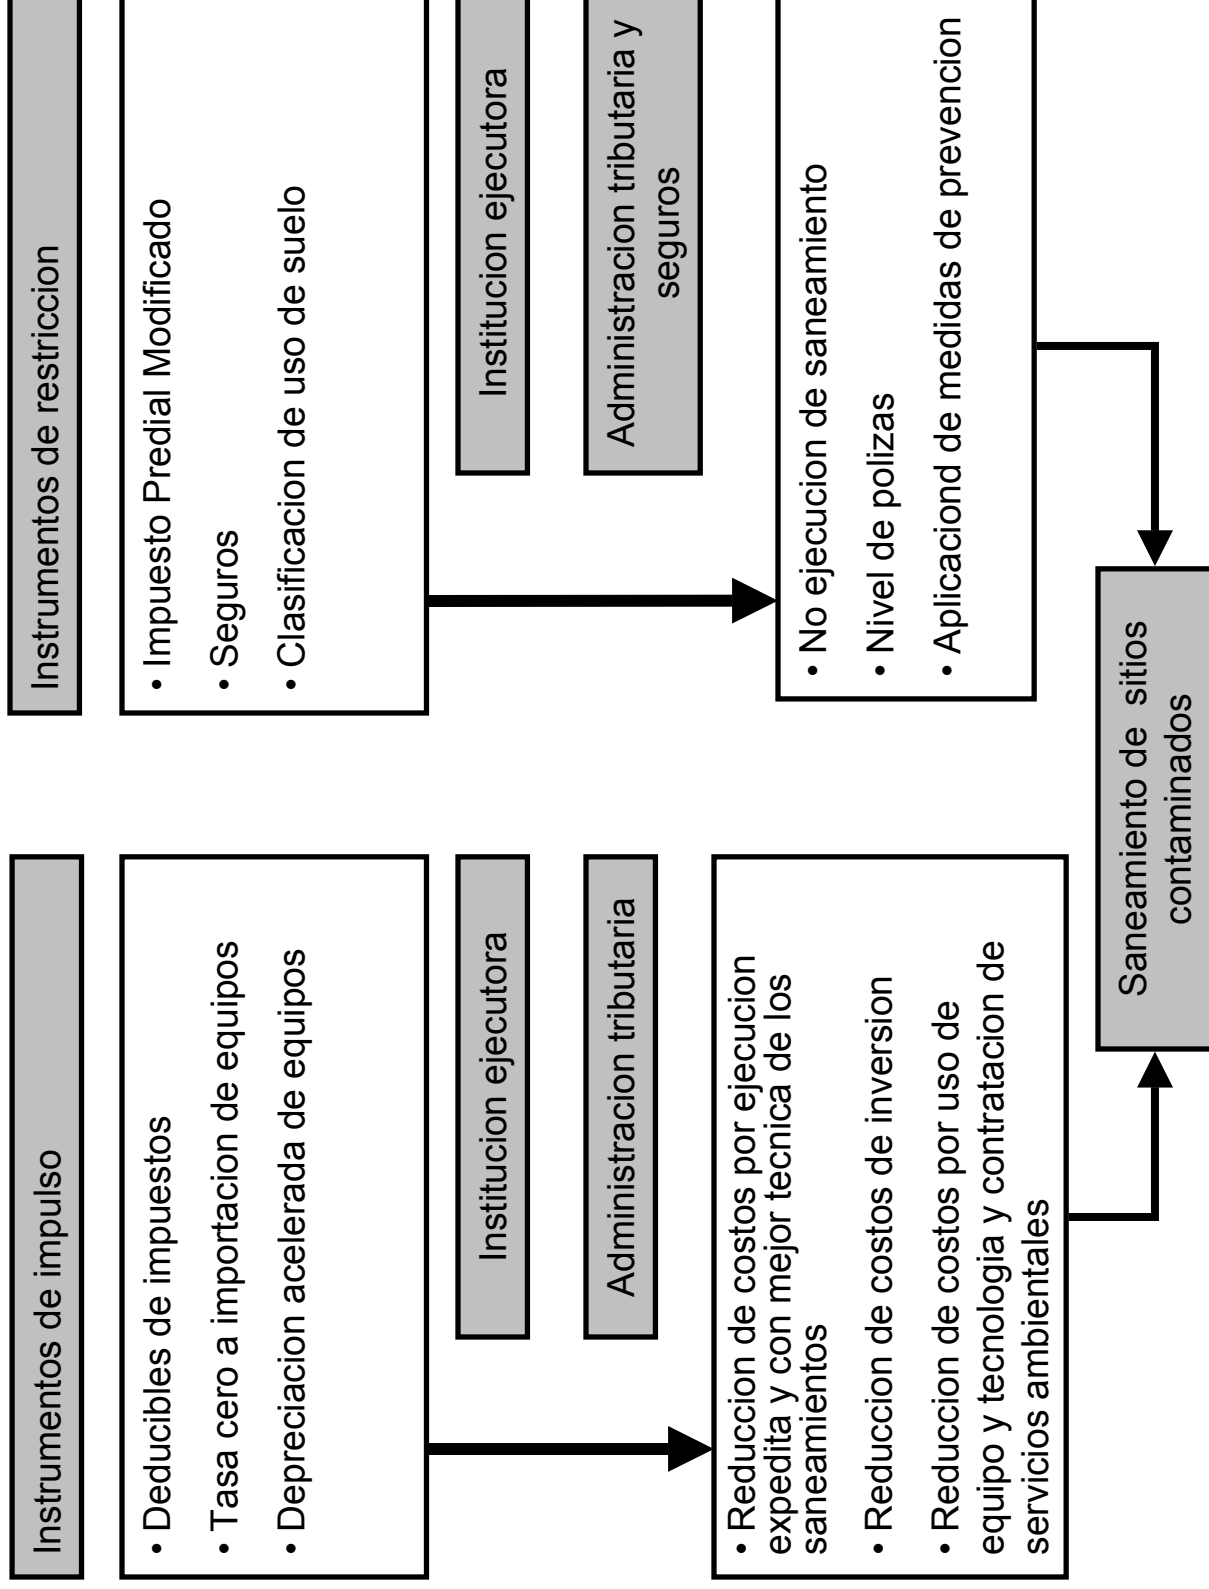 Instrumentos de impulso
• Deducibles de impuestos
• Tasa cero a importacion de equipos
• Depreciacion acelerada de equipos
Institucion ejecutora
Administracion tributaria
• Reduccion de costos por ejecucion
expedita y con mejor tecnica de los
saneamientos
• Reduccion de costos de inversion
• Reduccion de costos por uso de
equipo y tecnologia y contratacion de
servicios ambientales
Instrumentos de restriccion
• Impuesto Predial Modificado
• Seguros
• Clasificacion de uso de suelo
Institucion ejecutora
Administracion tributaria y
seguros
• No ejecucion de saneamiento
• Nivel de polizas
• Aplicaciond de medidas de prevencion
Saneamiento de sitios
contaminados